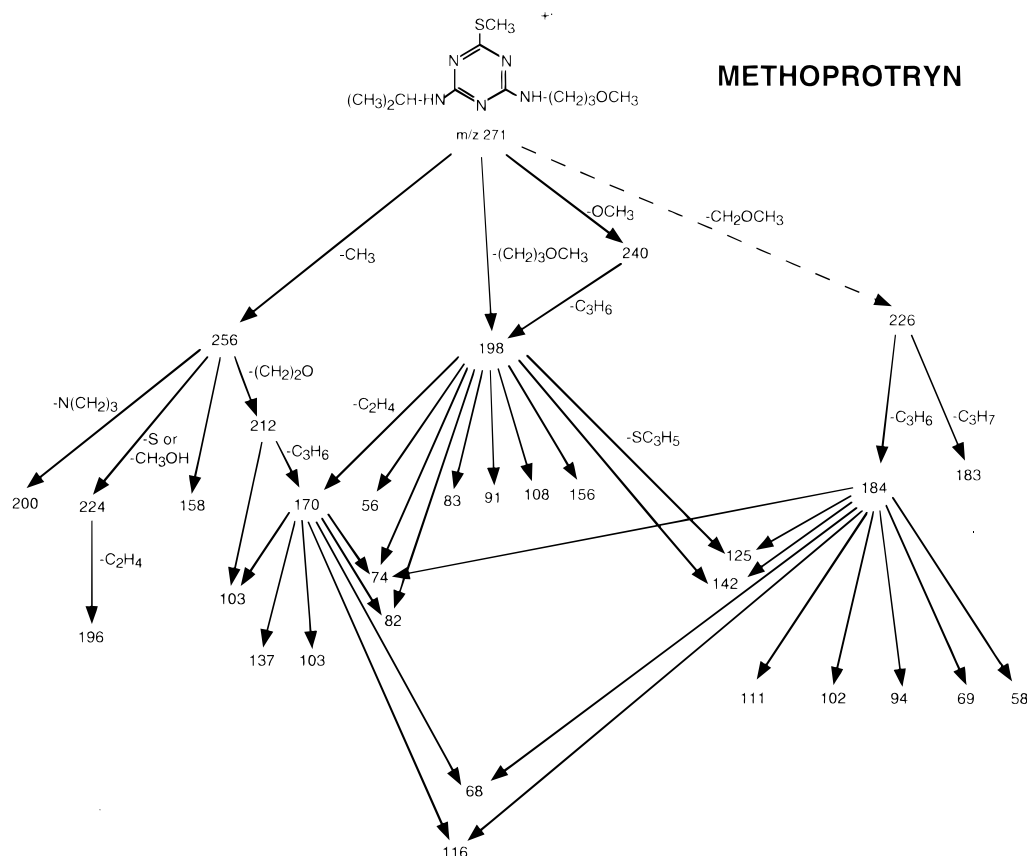 SCH3
+·
METHOPROTRYN
N
N
(CH3)2CH-HN
N
NH-(CH2)3OCH3
m/z 271
-OCH3
-CH2OCH3
-CH3
-(CH2)3OCH3
240
-C3H6
226
256
198
-(CH2)2O
-N(CH2)3
-C2H4
-C3H6
-C3H7
212
-S or
-CH3OH
-SC3H5
-C3H6
183
200
224
158
170
56
83
91
108
156
184
-C2H4
125
74
142
103
82
196
137
103
111
102
94
69
58
68
116